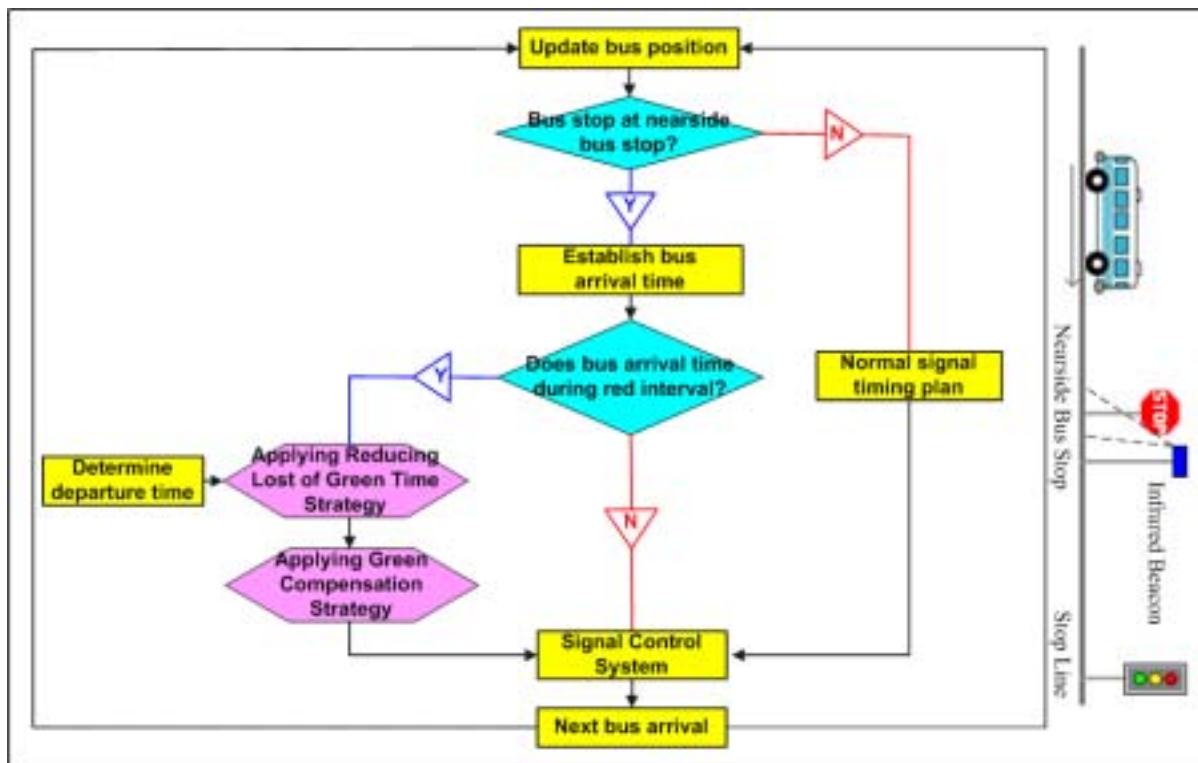 Update bus position
Bus stop at nearside
bus stop?
N
Y
Establish bus
arrival time
Does bus arrival time
during red interval?
Y
Normal signal
timing plan
Applying Reducing
Lost of Green Time
Strategy
Determine
departure time
N
Applying Green
Compensation
Strategy
Signal Control
System
Next bus arrival
Nearside Bus Stop
STOP
Infrared Beacon
Stop Line